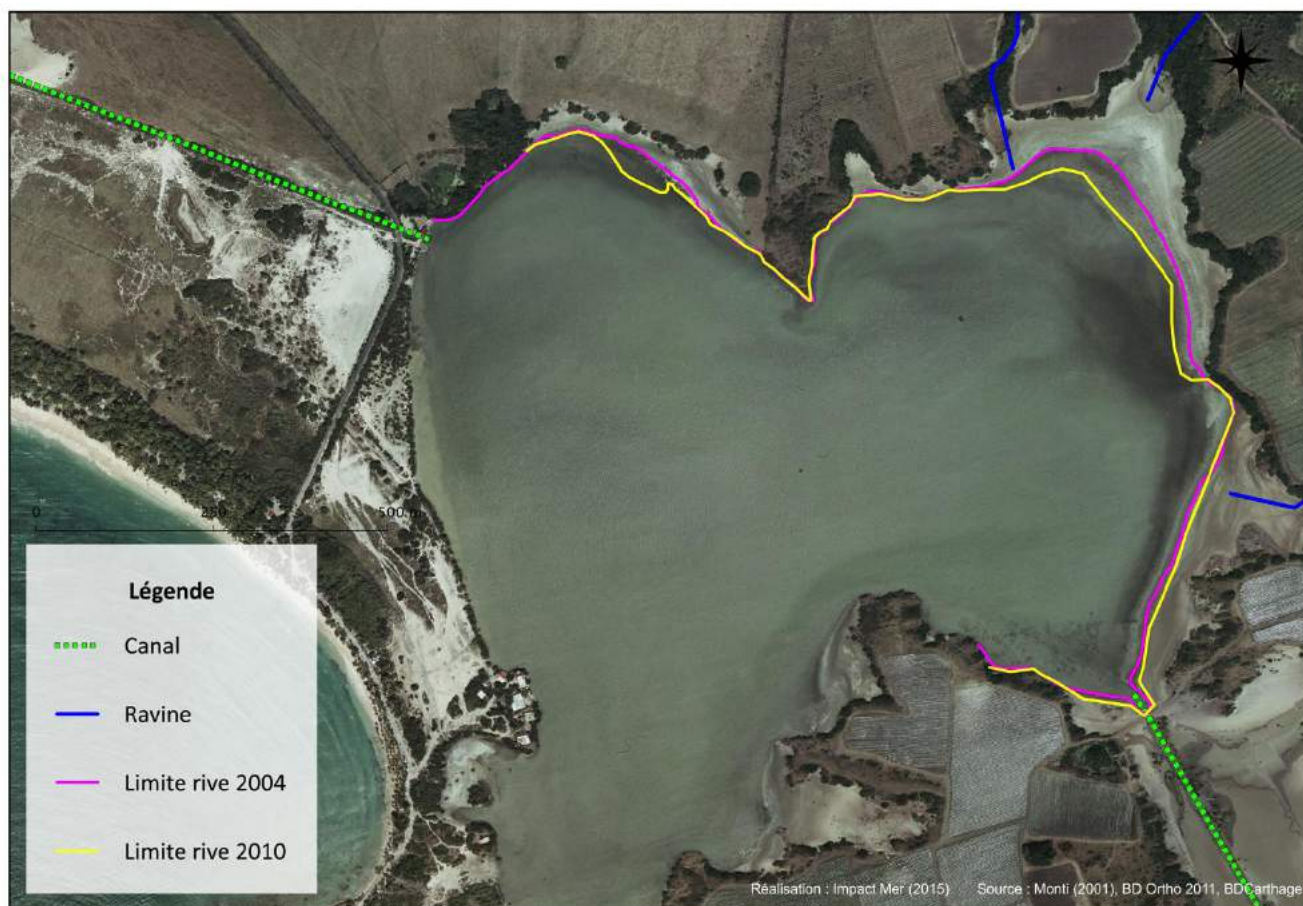 0 250 500 m
Légende
Canal
Ravine
Limite rive 2004
Limite rive 2010
Réalisation : Impact Mer (2015) Source : Monti (2001), BD Ortho 2011, BDCarthage